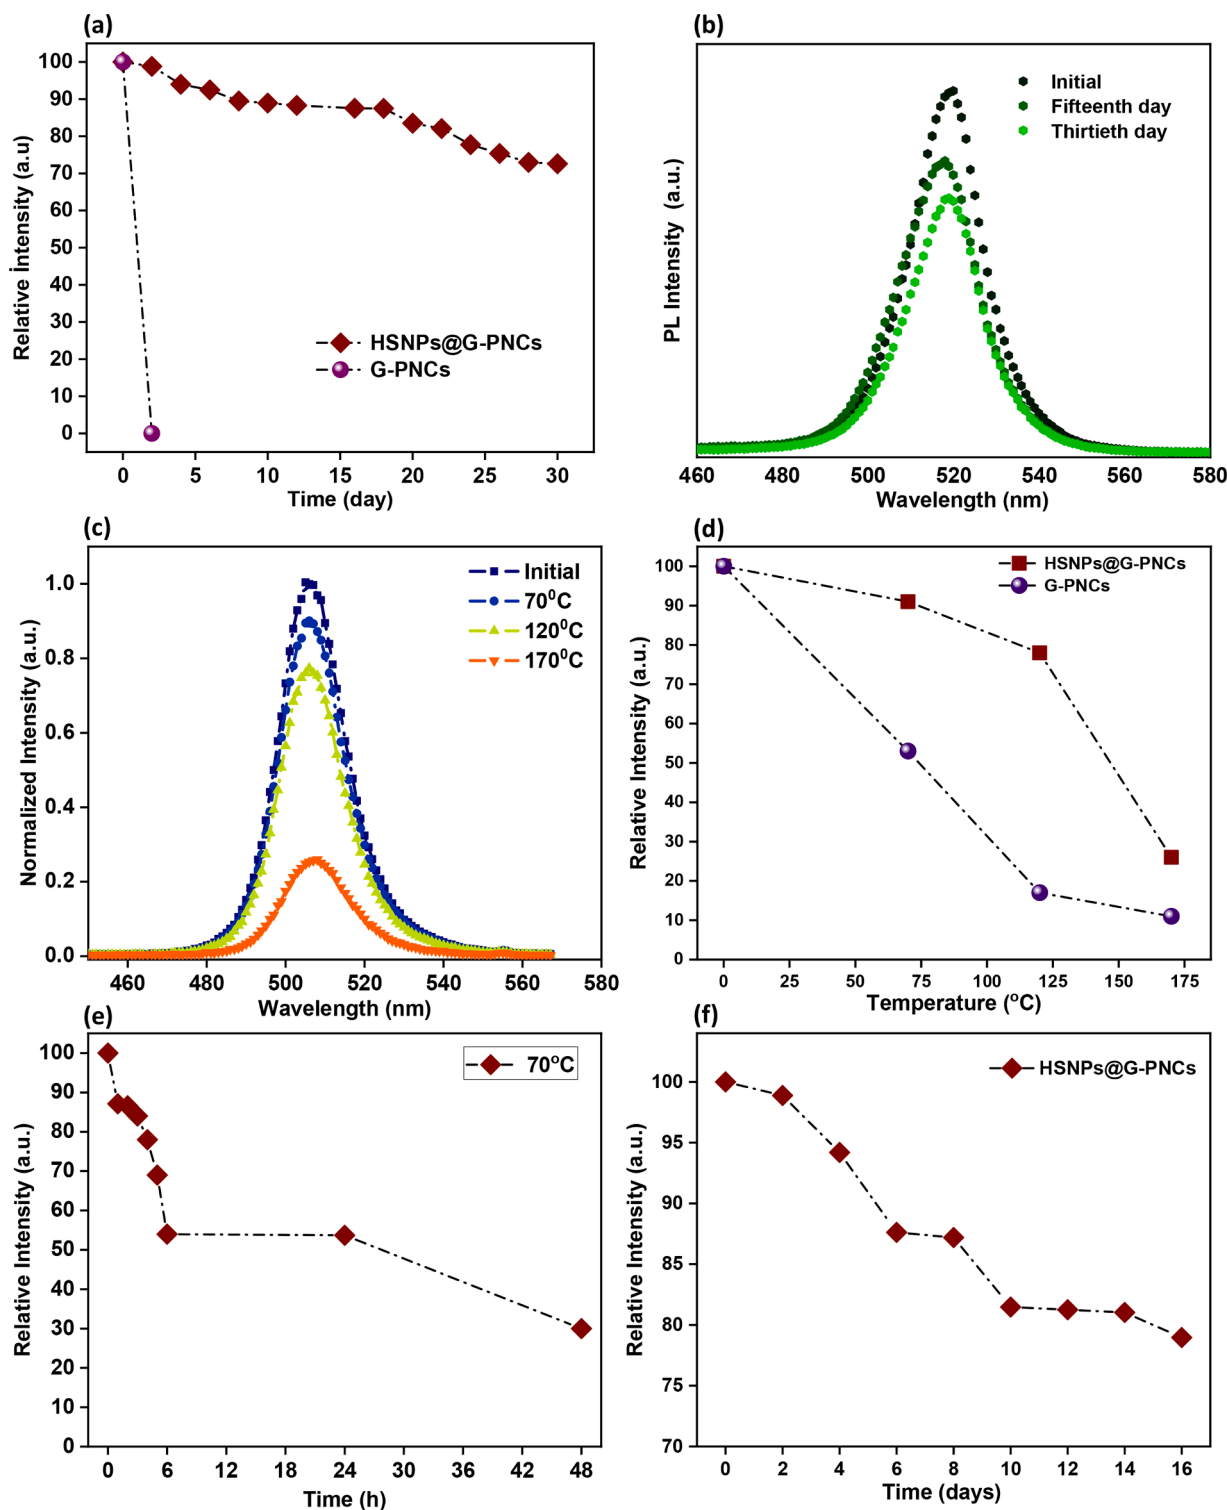 (a)
100
90
80
70
60
50
40
30
20
10
0
Relative Intensity (a.u)
HSNPs@G-PNCs
G-PNCs
0 5 10 15 20 25 30
Time (day)
(b)
PL Intensity (a.u.)
Initial
Fifteenth day
Thirtieth day
460 480 500 520 540 560 580
Wavelength (nm)
(c)
1.0
0.8
0.6
0.4
0.2
0.0
Normalized Intensity (a.u.)
Initial
70⁰C
120⁰C
170⁰C
460 480 500 520 540 560 580
Wavelength (nm)
(d)
100
90
80
70
60
50
40
30
20
10
0
Relative Intensity (a.u.)
HSNPs@G-PNCs
G-PNCs
0 25 50 75 100 125 150 175
Temperature (ºC)
(e)
100
90
80
70
60
50
40
30
20
10
0
Relative Intensity (a.u.)
70ºC
0 6 12 18 24 30 36 42 48
Time (h)
(f)
100
95
90
85
80
75
70
Relative Intensity (a.u.)
HSNPs@G-PNCs
0 2 4 6 8 10 12 14 16
Time (days)